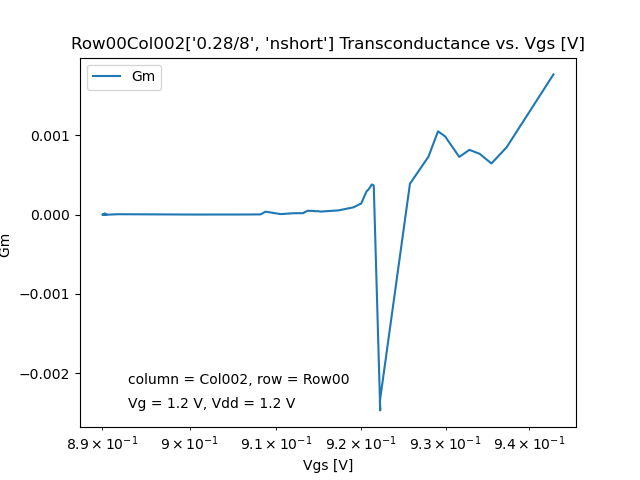 Row00Col002['0.28/8', 'nshort'] Transconductance vs. Vgs [V]
Gm
0.001
0.000
−0.001
−0.002
Gm
column = Col002, row = Row00
Vg = 1.2 V, Vdd = 1.2 V
8.9 × 10⁻¹ 9 × 10⁻¹ 9.1 × 10⁻¹ 9.2 × 10⁻¹ 9.3 × 10⁻¹ 9.4 × 10⁻¹
Vgs [V]